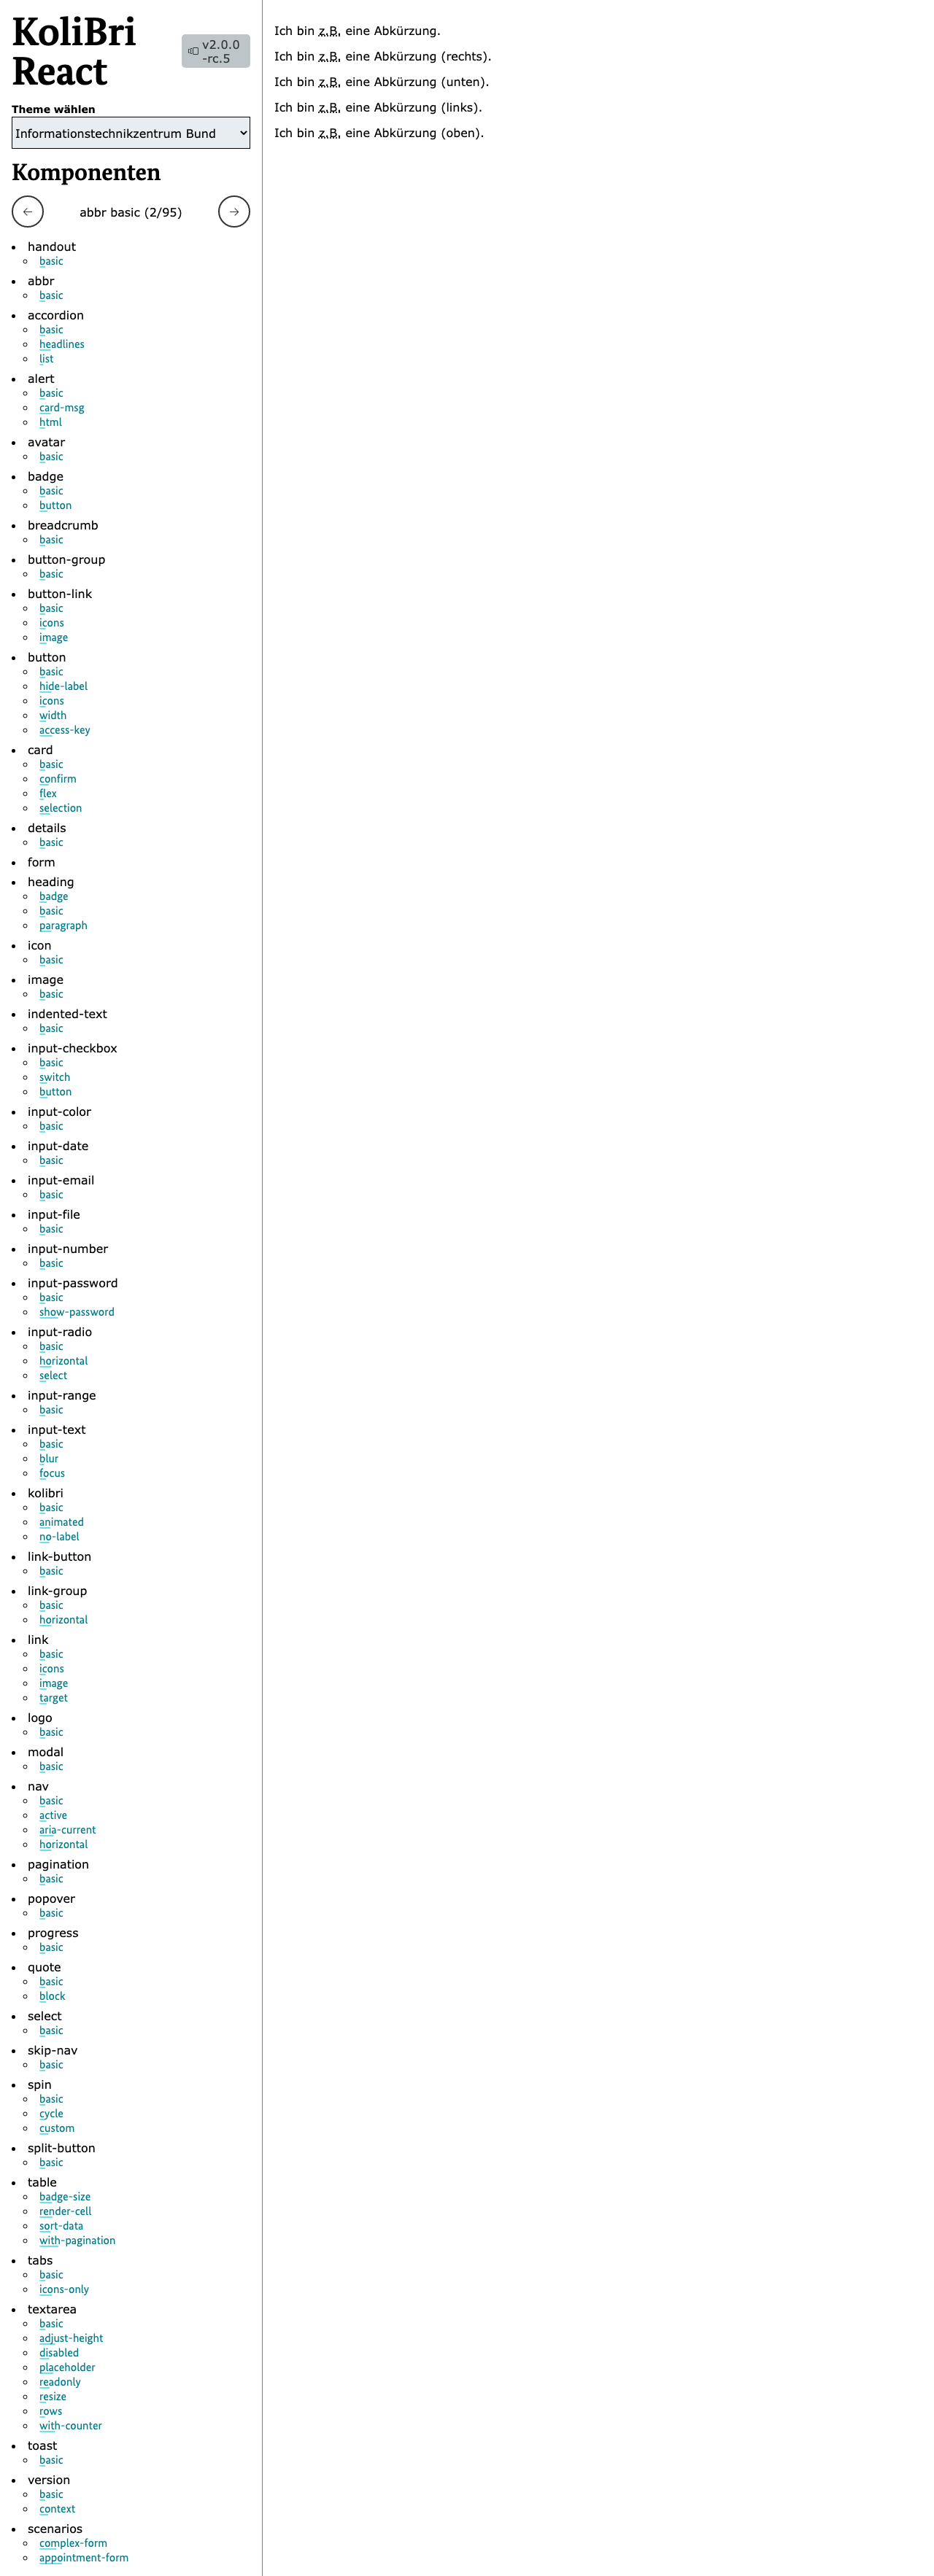 KoliBri
React
v2.0.0
-rc.5
Theme wählen
Informationstechnikzentrum Bund
Komponenten
abbr basic (2/95)
handout
basic
abbr
basic
accordion
basic
headlines
list
alert
basic
card-msg
html
avatar
basic
badge
basic
button
breadcrumb
basic
button-group
basic
button-link
basic
icons
image
button
basic
hide-label
icons
width
access-key
card
basic
confirm
flex
selection
details
basic
form
heading
badge
basic
paragraph
icon
basic
image
basic
indented-text
basic
input-checkbox
basic
switch
button
input-color
basic
input-date
basic
input-email
basic
input-file
basic
input-number
basic
input-password
basic
show-password
input-radio
basic
horizontal
select
input-range
basic
input-text
basic
blur
focus
kolibri
basic
animated
no-label
link-button
basic
link-group
basic
horizontal
link
basic
icons
image
target
logo
basic
modal
basic
nav
basic
active
aria-current
horizontal
pagination
basic
popover
basic
progress
basic
quote
basic
block
select
basic
skip-nav
basic
spin
basic
cycle
custom
split-button
basic
table
badge-size
render-cell
sort-data
with-pagination
tabs
basic
icons-only
textarea
basic
adjust-height
disabled
placeholder
readonly
resize
rows
with-counter
toast
basic
version
basic
context
scenarios
complex-form
appointment-form
Ich bin z.B. eine Abkürzung.
Ich bin z.B. eine Abkürzung (rechts).
Ich bin z.B. eine Abkürzung (unten).
Ich bin z.B. eine Abkürzung (links).
Ich bin z.B. eine Abkürzung (oben).